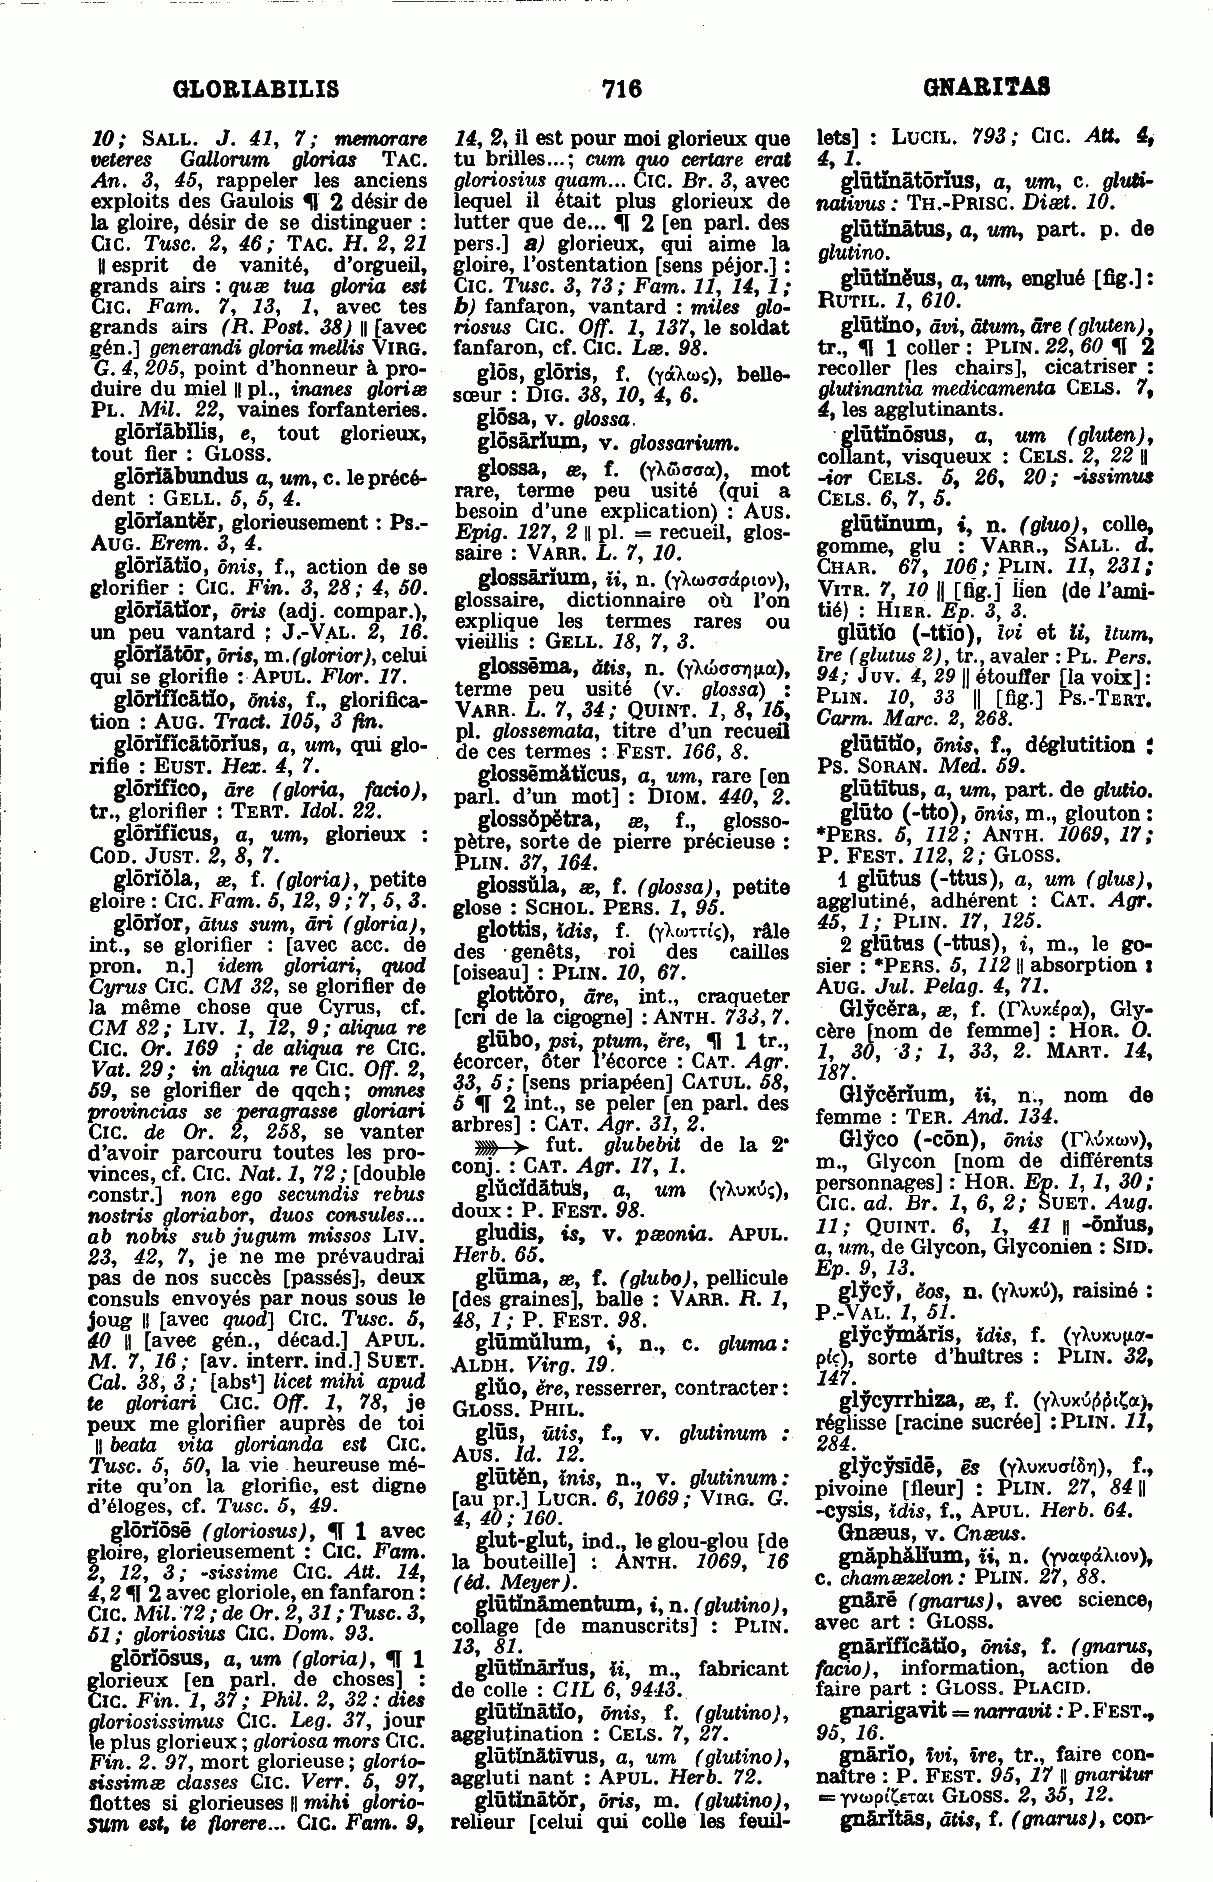 GLORIABILIS
716
GNARITAS
10; SALL. J. 41, 7; memorare
veteres Gallorum glorias TAC.
An. 3, 45, rappeler les anciens
exploits des Gaulois ¶ 2 désir de
la gloire, désir de se distinguer :
CIC. Tusc. 2, 46; TAC. H. 2, 21
|| esprit de vanité, d'orgueil,
grands airs : quæ tua gloria est
CIC. Fam. 7, 13, 1, avec tes
grands airs (R. Post. 38) || [avec
gén.] generandi gloria mellis VIRG.
G. 4, 205, point d'honneur à pro-
duire du miel || pl., inanes gloriæ
PL. Mil. 22, vaines forfanteries.
glōrĭābĭlis, e, tout glorieux,
tout fier : GLOSS.
glōrĭābundus a, um, c. le précé-
dent : GELL. 5, 5, 4.
glōrĭantĕr, glorieusement : Ps.-
AUG. Erem. 3, 4.
glōrĭātĭo, ōnis, f., action de se
glorifier : CIC. Fin. 3, 28; 4, 50.
glōrĭātĭor, ōris (adj. compar.),
un peu vantard : J.-VAL. 2, 16.
glōrĭātŏr, ōris, m. (glorior), celui
qui se glorifie : APUL. Flor. 17.
glōrĭfĭcātĭo, ōnis, f., glorifica-
tion : AUG. Tract. 105, 3 fin.
glōrĭfĭcātōrĭus, a, um, qui glo-
rifie : EUST. Hex. 4, 7.
glōrĭfĭco, āre (gloria, facio),
tr., glorifier : TERT. Idol. 22.
glōrĭfĭcus, a, um, glorieux :
COD. JUST. 2, 8, 7.
glōrĭŏla, æ, f. (gloria), petite
gloire : CIC. Fam. 5, 12, 9; 7, 5, 3.
glōrĭor, ātus sum, āri (gloria),
int., se glorifier : [avec acc. de
pron. n.] idem gloriari, quod
Cyrus CIC. CM 32, se glorifier de
la même chose que Cyrus, cf.
CM 82; LIV. 1, 12, 9; aliqua re
CIC. Or. 169 ; de aliqua re CIC.
Vat. 29; in aliqua re CIC. Off. 2,
59, se glorifier de qqch; omnes
provincias se peragrasse gloriari
CIC. de Or. 2, 258, se vanter
d'avoir parcouru toutes les pro-
vinces, cf. CIC. Nat. 1, 72; [double
constr.] non ego secundis rebus
nostris gloriabor, duos consules...
ab nobis sub jugum missos LIV.
23, 42, 7, je ne me prévaudrai
pas de nos succès [passés], deux
consuls envoyés par nous sous le
joug || [avec quod] CIC. Tusc. 5,
40 || [avec gén., décad.] APUL.
M. 7, 16; [av. interr. ind.] SUET.
Cal. 38, 3; [absᵗ] licet mihi apud
te gloriari CIC. Off. 1, 78, je
peux me glorifier auprès de toi
|| beata vita glorianda est CIC.
Tusc. 5, 50, la vie heureuse mé-
rite qu'on la glorifie, est digne
d'éloges, cf. Tusc. 5, 49.
glōrĭōsē (gloriosus), ¶ 1 avec
gloire, glorieusement : CIC. Fam.
2, 12, 3; -sissime CIC. Att. 14,
4, 2 ¶ 2 avec gloriole, en fanfaron :
CIC. Mil. 72; de Or. 2, 31; Tusc. 3,
51; gloriosius CIC. Dom. 93.
glōrĭōsus, a, um (gloria), ¶ 1
glorieux [en parl. de choses] :
CIC. Fin. 1, 37; Phil. 2, 32 : dies
gloriosissimus CIC. Leg. 37, jour
le plus glorieux; gloriosa mors CIC.
Fin. 2. 97, mort glorieuse; glorio-
sissimæ classes CIC. Verr. 5, 97,
flottes si glorieuses || mihi glorio-
sum est, te florere... CIC. Fam. 9,
14, 2, il est pour moi glorieux que
tu brilles...; cum quo certare erat
gloriosius quam... CIC. Br. 3, avec
lequel il était plus glorieux de
lutter que de... ¶ 2 [en parl. des
pers.] a) glorieux, qui aime la
gloire, l'ostentation [sens péjor.] :
CIC. Tusc. 3, 73; Fam. 11, 14, 1;
b) fanfaron, vantard : miles glo-
riosus CIC. Off. 1, 137, le soldat
fanfaron, cf. CIC. Læ. 98.
glōs, glōris, f. (γάλως), belle-
sœur : DIG. 38, 10, 4, 6.
glōsa, v. glossa.
glōsārĭum, v. glossarium.
glossa, æ, f. (γλῶσσα), mot
rare, terme peu usité (qui a
besoin d'une explication) : AUS.
Epig. 127, 2 || pl. = recueil, glos-
saire : VARR. L. 7, 10.
glossārĭum, ĭi, n. (γλωσσάριον),
glossaire, dictionnaire où l'on
explique les termes rares ou
vieillis : GELL. 18, 7, 3.
glossēma, ătis, n. (γλώσσημα),
terme peu usité (v. glossa) :
VARR. L. 7, 34; QUINT. 1, 8, 15,
pl. glossemata, titre d'un recueil
de ces termes : FEST. 166, 8.
glossēmătĭcus, a, um, rare [en
parl. d'un mot] : DIOM. 440, 2.
glossŏpĕtra, æ, f., glosso-
pètre, sorte de pierre précieuse :
PLIN. 37, 164.
glossŭla, æ, f. (glossa), petite
glose : SCHOL. PERS. 1, 95.
glottis, ĭdis, f. (γλωττίς), râle
des genêts, roi des cailles
[oiseau] : PLIN. 10, 67.
glottŏro, āre, int., craqueter
[cri de la cigogne] : ANTH. 733, 7.
glūbo, psi, ptum, ĕre, ¶ 1 tr.,
écorcer, ôter l'écorce : CAT. Agr.
33, 5; [sens priapéen] CATUL. 58,
5 ¶ 2 int., se peler [en parl. des
arbres] : CAT. Agr. 31, 2.
fut. glubebit de la 2ᵉ
conj. : CAT. Agr. 17, 1.
glŭcĭdātus, a, um (γλυκύς),
doux : P. FEST. 98.
gludis, is, v. pæonia. APUL.
Herb. 65.
glūma, æ, f. (glubo), pellicule
[des graines], balle : VARR. R. 1,
48, 1; P. FEST. 98.
glūmŭlum, i, n., c. gluma :
ALDH. Virg. 19.
glŭo, ĕre, resserrer, contracter :
GLOSS. PHIL.
glūs, ūtis, f., v. glutinum :
AUS. Id. 12.
glūtĕn, ĭnis, n., v. glutinum :
[au pr.] LUCR. 6, 1069; VIRG. G.
4, 40; 160.
glut-glut, ind., le glou-glou [de
la bouteille] : ANTH. 1069, 16
(éd. Meyer).
glūtĭnāmentum, i, n. (glutino),
collage [de manuscrits] : PLIN.
13, 81.
glūtĭnārĭus, ĭi, m., fabricant
de colle : CIL 6, 9443.
glūtĭnātĭo, ōnis, f. (glutino),
agglutination : CELS. 7, 27.
glūtĭnātīvus, a, um (glutino),
aggluti nant : APUL. Herb. 72.
glūtĭnātŏr, ōris, m. (glutino),
relieur [celui qui colle les feuil-
lets] : LUCIL. 793; CIC. Att. 4,
4, 1.
glūtĭnātōrĭus, a, um, c. gluti-
nativus : TH.-PRISC. Diæt. 10.
glūtĭnātus, a, um, part. p. de
glutino.
glūtĭnĕus, a, um, englué [fig.] :
RUTIL. 1, 610.
glūtĭno, āvi, ātum, āre (gluten),
tr., ¶ 1 coller : PLIN. 22, 60 ¶ 2
recoller [les chairs], cicatriser :
glutinantia medicamenta CELS. 7,
4, les agglutinants.
glūtĭnōsus, a, um (gluten),
collant, visqueux : CELS. 2, 22 ||
-ior CELS. 5, 26, 20; -issimus
CELS. 6, 7, 5.
glūtĭnum, i, n. (gluo), colle,
gomme, glu : VARR., SALL. d.
CHAR. 67, 106; PLIN. 11, 231;
VITR. 7, 10 || [fig.] lien (de l'ami-
tié) : HIER. Ep. 3, 3.
glūtĭo (-ttĭo), īvi et ĭi, ītum,
īre (glutus 2), tr., avaler : PL. Pers.
94; JUV. 4, 29 || étouffer [la voix] :
PLIN. 10, 33 || [fig.] PS.-TERT.
Carm. Marc. 2, 268.
glūtītĭo, ōnis, f., déglutition :
PS. SORAN. Med. 59.
glūtītus, a, um, part. de glutio.
glūto (-tto), ōnis, m., glouton :
*PERS. 5, 112; ANTH. 1069, 17;
P. FEST. 112, 2; GLOSS.
1 glūtus (-ttus), a, um (glus),
agglutiné, adhérent : CAT. Agr.
45, 1; PLIN. 17, 125.
2 glūtus (-ttus), i, m., le go-
sier : *PERS. 5, 112 || absorption :
AUG. Jul. Pelag. 4, 71.
Glўcĕra, æ, f. (Γλυκέρα), Gly-
cère [nom de femme] : HOR. O.
1, 30, 3; 1, 33, 2. MART. 14,
187.
Glўcĕrĭum, ĭi, n., nom de
femme : TER. And. 134.
Glўco (-cōn), ōnis (Γλύκων),
m., Glycon [nom de différents
personnages] : HOR. Ep. 1, 1, 30;
CIC. ad. Br. 1, 6, 2; SUET. Aug.
11; QUINT. 6, 1, 41 || -ōnĭus,
a, um, de Glycon, Glyconien : SID.
Ep. 9, 13.
glўcў, ĕos, n. (γλυκύ), raisiné :
P.-VAL. 1, 51.
glўcўmăris, ĭdis, f. (γλυκυμα-
ρίς), sorte d'huîtres : PLIN. 32,
147.
glўcyrrhiza, æ, f. (γλυκύῤῥιζα),
réglisse [racine sucrée] : PLIN. 11,
284.
glўcўsīdē, ēs (γλυκυσίδη), f.,
pivoine [fleur] : PLIN. 27, 84 ||
-cysis, ĭdis, f., APUL. Herb. 64.
Gnæus, v. Cnæus.
gnăphălĭum, ĭi, n. (γναφάλιον),
c. chamæzelon : PLIN. 27, 88.
gnārē (gnarus), avec science,
avec art : GLOSS.
gnārĭfĭcātĭo, ōnis, f. (gnarus,
facio), information, action de
faire part : GLOSS. PLACID.
gnarigavit = narravit : P. FEST.,
95, 16.
gnārĭo, īvi, īre, tr., faire con-
naître : P. FEST. 95, 17 || gnaritur
= γνωρίζεται GLOSS. 2, 35, 12.
gnārĭtās, ātis, f. (gnarus), con-